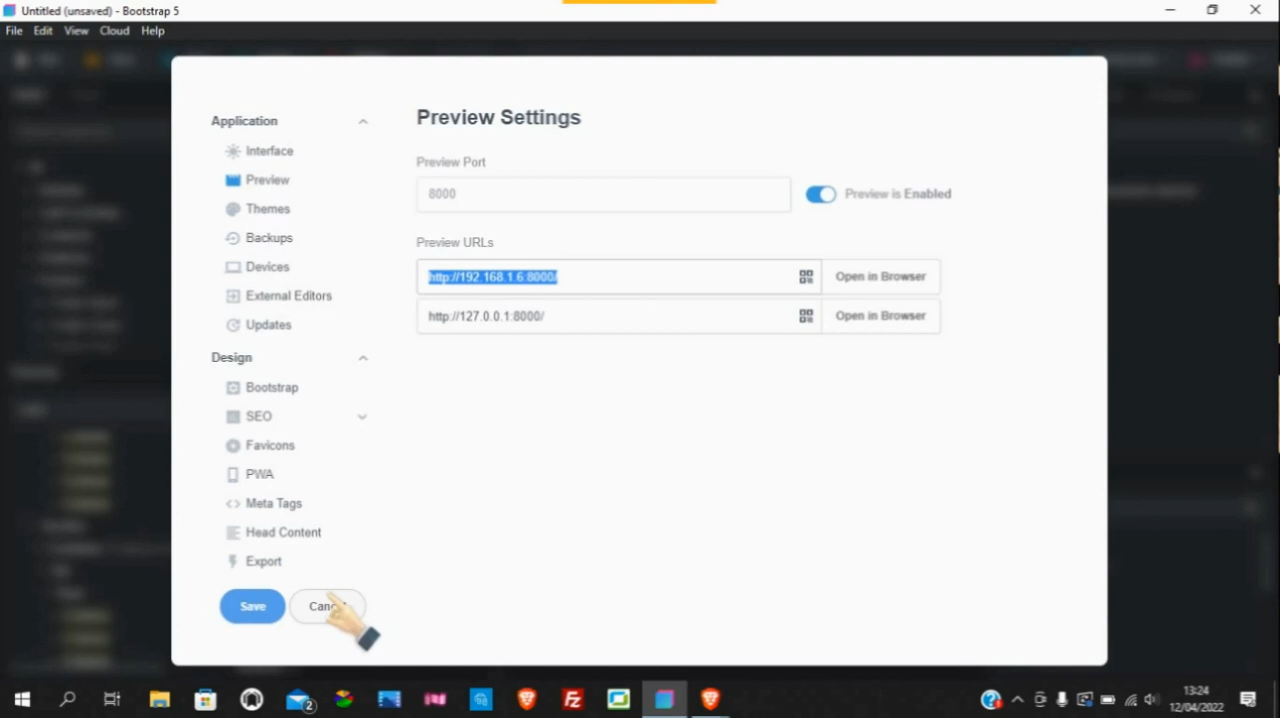 Untitled (unsaved) - Bootstrap 5
File Edit View Cloud Help
Application
Interface
Preview
Themes
Backups
Devices
External Editors
Updates
Design
Bootstrap
SEO
Favicons
PWA
Meta Tags
Head Content
Export
Save
Preview Settings
Preview Port
8000
Preview is Enabled
Preview URLs
http://192.168.1.6:8000/
Open in Browser
http://127.0.0.1:8000/
Open in Browser
2
13:24
12/04/2022